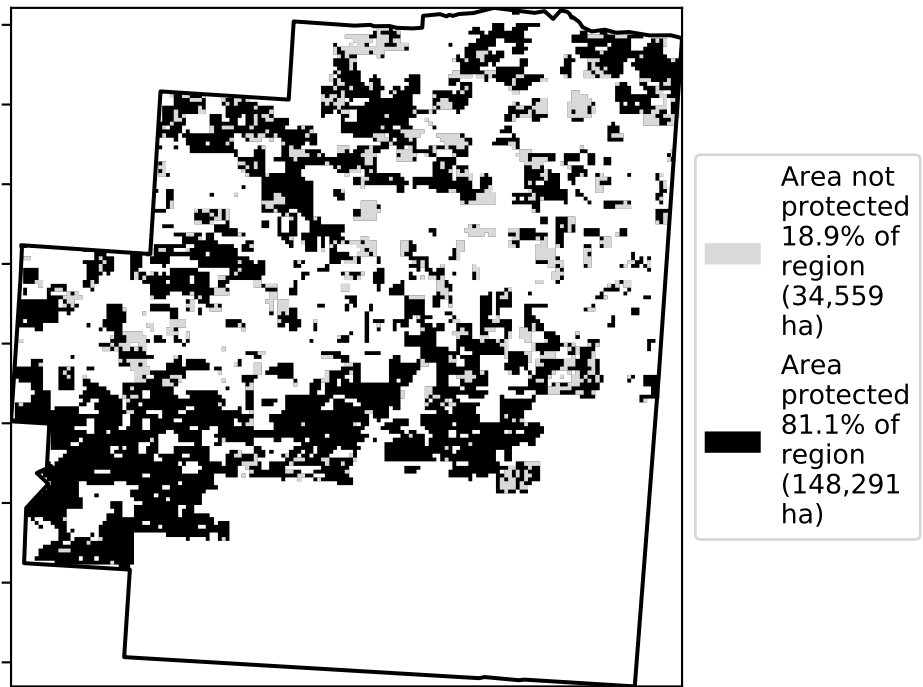 Area not
protected
18.9% of
region
(34,559
ha)
Area
protected
81.1% of
region
(148,291
ha)